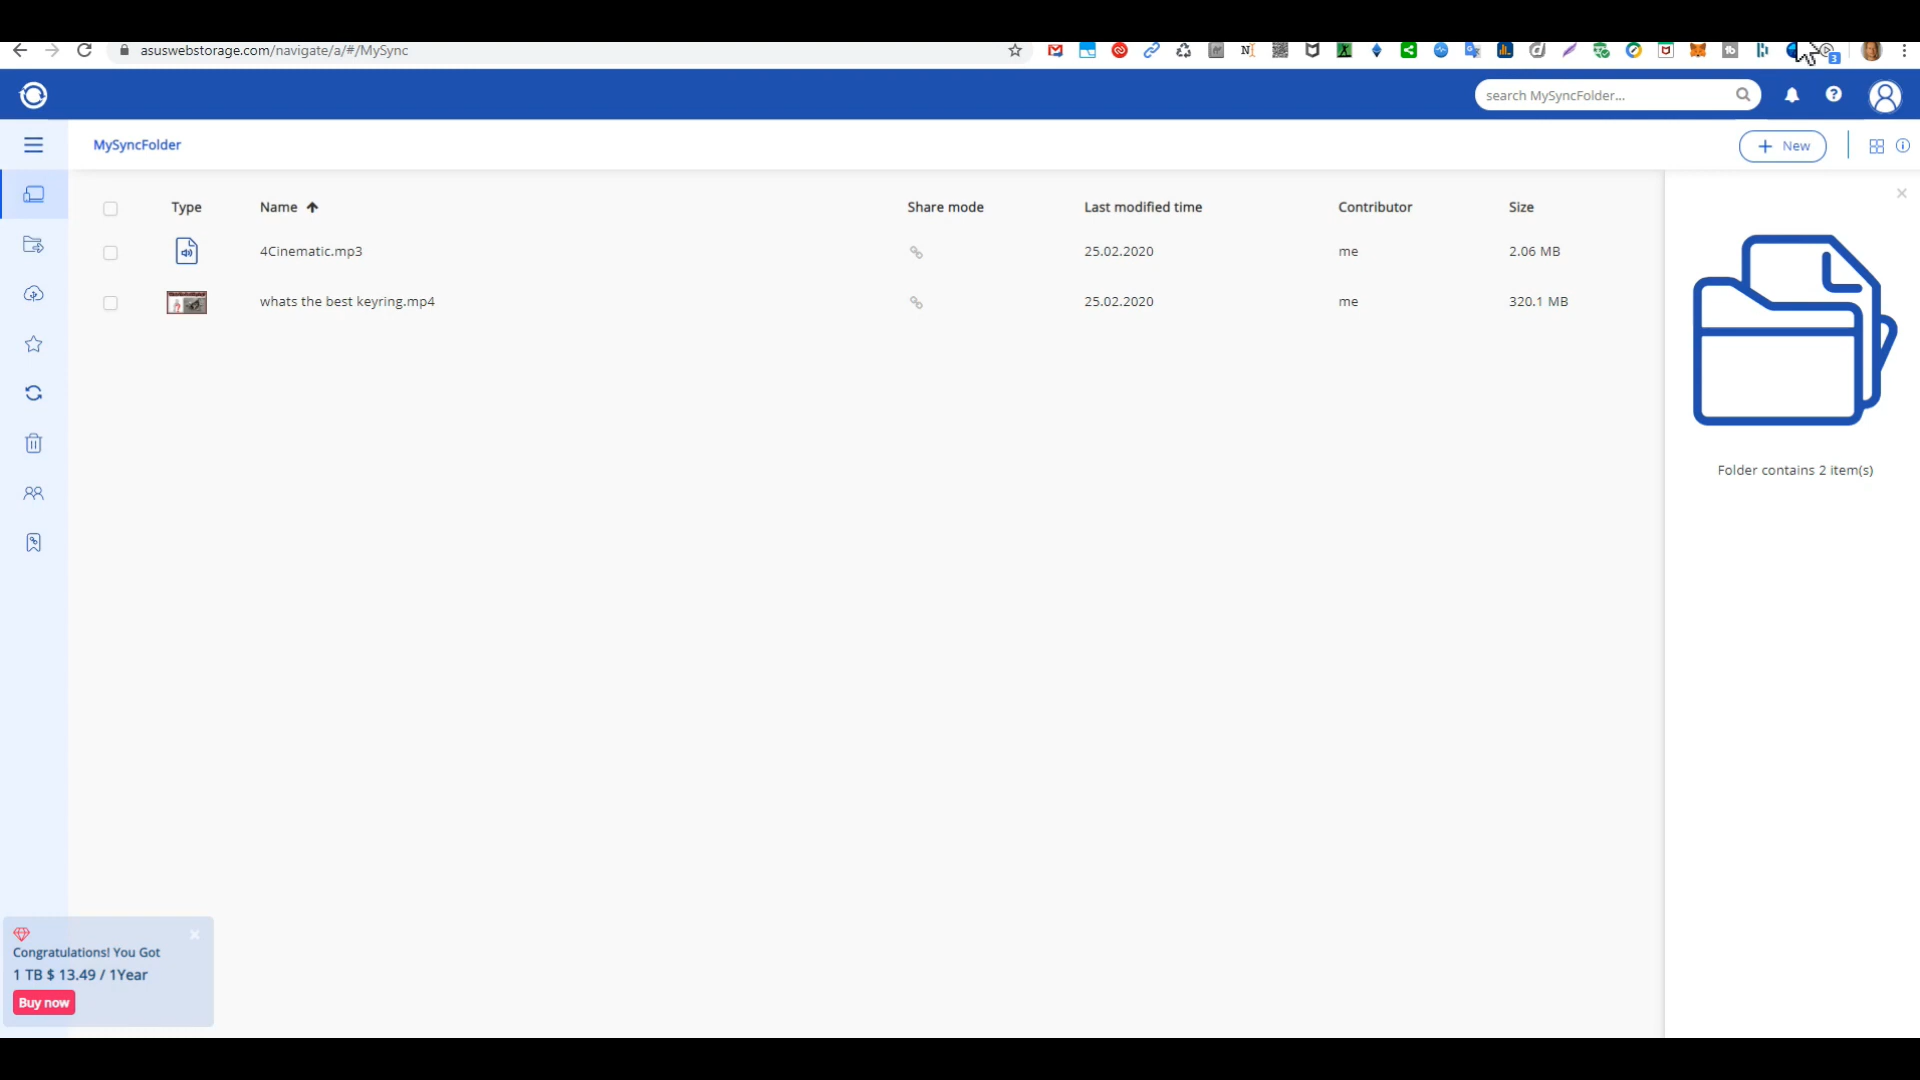 asuswebstorage.com/navigate/a/#/MySync
search MySyncFolder...
MySyncFolder
+ New
Type Name Share mode Last modified time Contributor Size
4Cinematic.mp3 25.02.2020 me 2.06 MB
whats the best keyring.mp4 25.02.2020 me 320.1 MB
Folder contains 2 item(s)
Congratulations! You Got
1 TB $ 13.49 / 1Year
Buy now